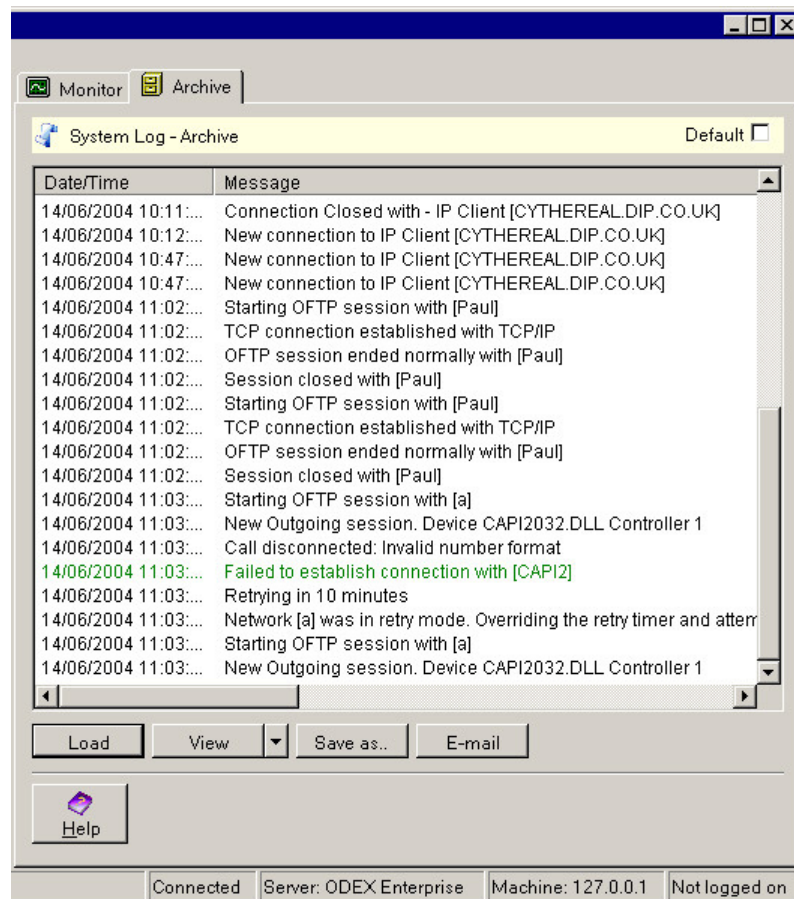 Monitor Archive
System Log - Archive Default
Date/Time Message
14/06/2004 10:11:... Connection Closed with - IP Client [CYTHEREAL.DIP.CO.UK]
14/06/2004 10:12:... New connection to IP Client [CYTHEREAL.DIP.CO.UK]
14/06/2004 10:47:... New connection to IP Client [CYTHEREAL.DIP.CO.UK]
14/06/2004 10:47:... New connection to IP Client [CYTHEREAL.DIP.CO.UK]
14/06/2004 11:02:... Starting OFTP session with [Paul]
14/06/2004 11:02:... TCP connection established with TCP/IP
14/06/2004 11:02:... OFTP session ended normally with [Paul]
14/06/2004 11:02:... Session closed with [Paul]
14/06/2004 11:02:... Starting OFTP session with [Paul]
14/06/2004 11:02:... TCP connection established with TCP/IP
14/06/2004 11:02:... OFTP session ended normally with [Paul]
14/06/2004 11:02:... Session closed with [Paul]
14/06/2004 11:03:... Starting OFTP session with [a]
14/06/2004 11:03:... New Outgoing session. Device CAPI2032.DLL Controller 1
14/06/2004 11:03:... Call disconnected: Invalid number format
14/06/2004 11:03:... Failed to establish connection with [CAPI2]
14/06/2004 11:03:... Retrying in 10 minutes
14/06/2004 11:03:... Network [a] was in retry mode. Overriding the retry timer and attem
14/06/2004 11:03:... Starting OFTP session with [a]
14/06/2004 11:03:... New Outgoing session. Device CAPI2032.DLL Controller 1
Load View Save as.. E-mail
Help
Connected Server: ODEX Enterprise Machine: 127.0.0.1 Not logged on